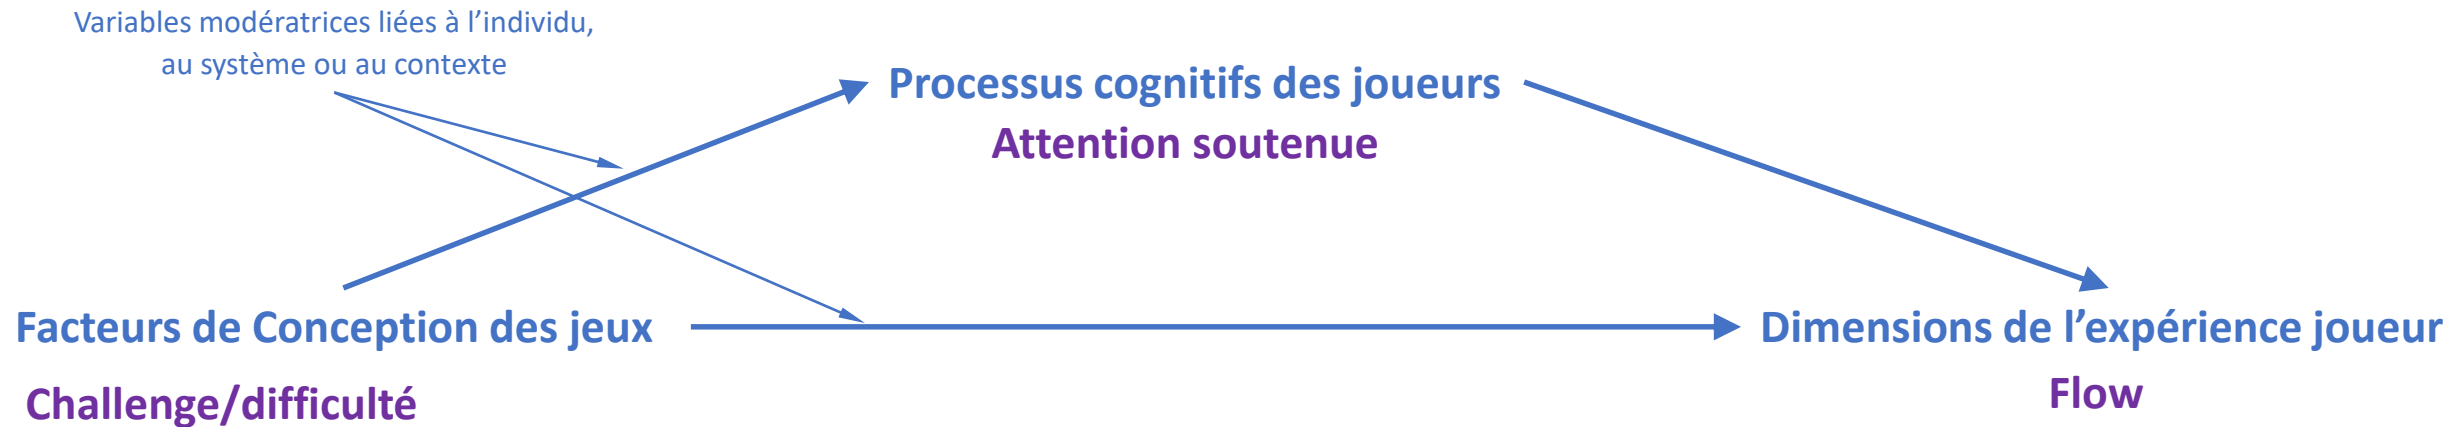 Variables modératrices liées à l’individu,
au système ou au contexte
Processus cognitifs des joueurs
Attention soutenue
Facteurs de Conception des jeux
Dimensions de l’expérience joueur
Challenge/difficulté
Flow